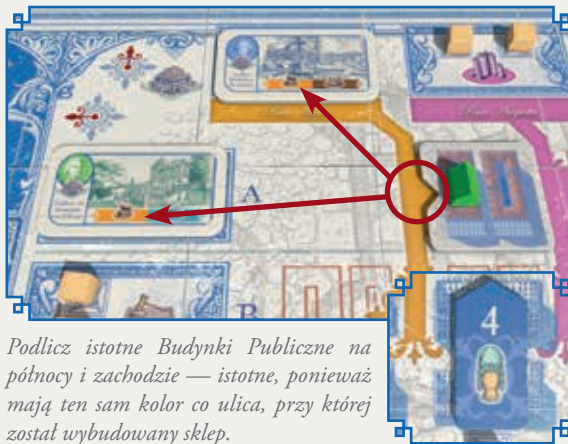 A
B
4
Podlicz istotne Budynki Publiczne na
północy i zachodzie — istotne, ponieważ
mają ten sam kolor co ulica, przy której
został wybudowany sklep.